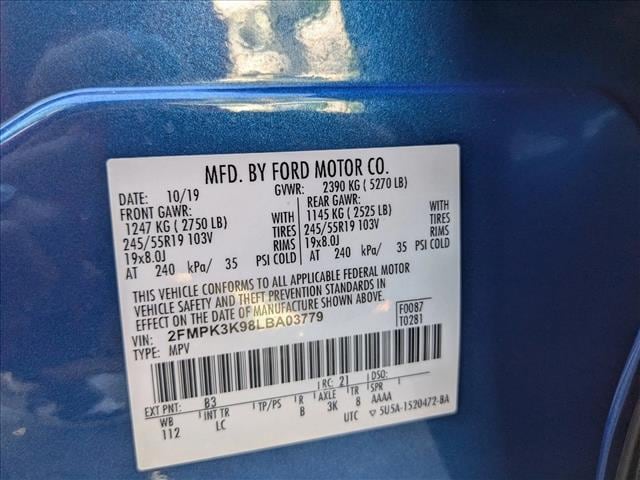 MFD. BY FORD MOTOR CO.
DATE: 10/19 GVWR: 2390 KG ( 5270 LB)
FRONT GAWR: REAR GAWR:
1247 KG ( 2750 LB) WITH 1145 KG ( 2525 LB) WITH
245/55R19 103V TIRES 245/55R19 103V TIRES
19x8.0J RIMS 19x8.0J RIMS
AT 240 kPa/ 35 PSI COLD AT 240 kPa/ 35 PSI COLD
THIS VEHICLE CONFORMS TO ALL APPLICABLE FEDERAL MOTOR
VEHICLE SAFETY AND THEFT PREVENTION STANDARDS IN
EFFECT ON THE DATE OF MANUFACTURE SHOWN ABOVE.
VIN: 2FMPK3K98LBA03779 F0087
TYPE: MPV T0281
EXT PNT: B3 RC: 21 DSO:
WB INT TR TP/PS R AXLE TR SPR
112 LC B 3K 8 AAAA
UTC 5U5A-1520472-BA